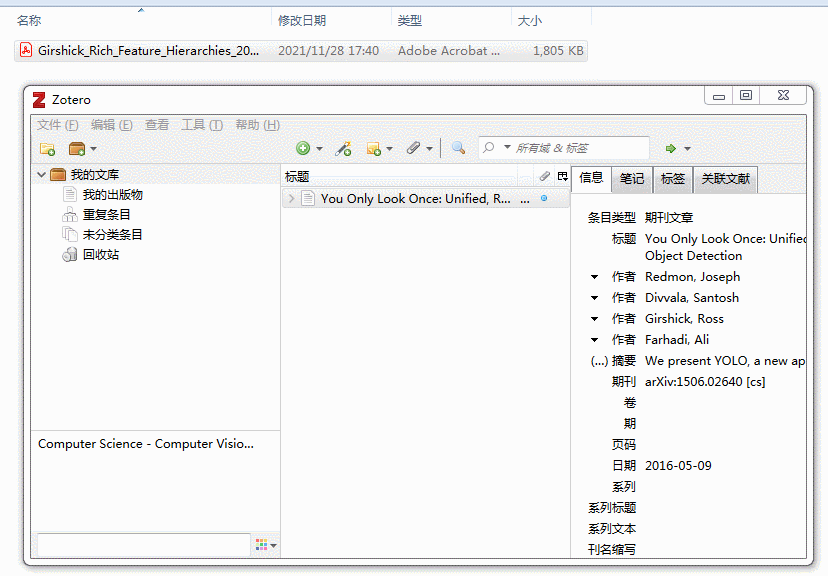 名称 修改日期 类型 大小
Girshick_Rich_Feature_Hierarchies_20... 2021/11/28 17:40 Adobe Acrobat ... 1,805 KB
Zotero
文件 (F) 编辑 (E) 查看 工具 (T) 帮助 (H)
所有域 & 标签
我的文库
我的出版物
重复条目
未分类条目
回收站
Computer Science - Computer Visio...
标题
You Only Look Once: Unified, R... ...
信息 笔记 标签 关联文献
条目类型 期刊文章
标题 You Only Look Once: Unified
Object Detection
作者 Redmon, Joseph
作者 Divvala, Santosh
作者 Girshick, Ross
作者 Farhadi, Ali
(...) 摘要 We present YOLO, a new ap
期刊 arXiv:1506.02640 [cs]
卷
期
页码
日期 2016-05-09
系列
系列标题
系列文本
刊名缩写